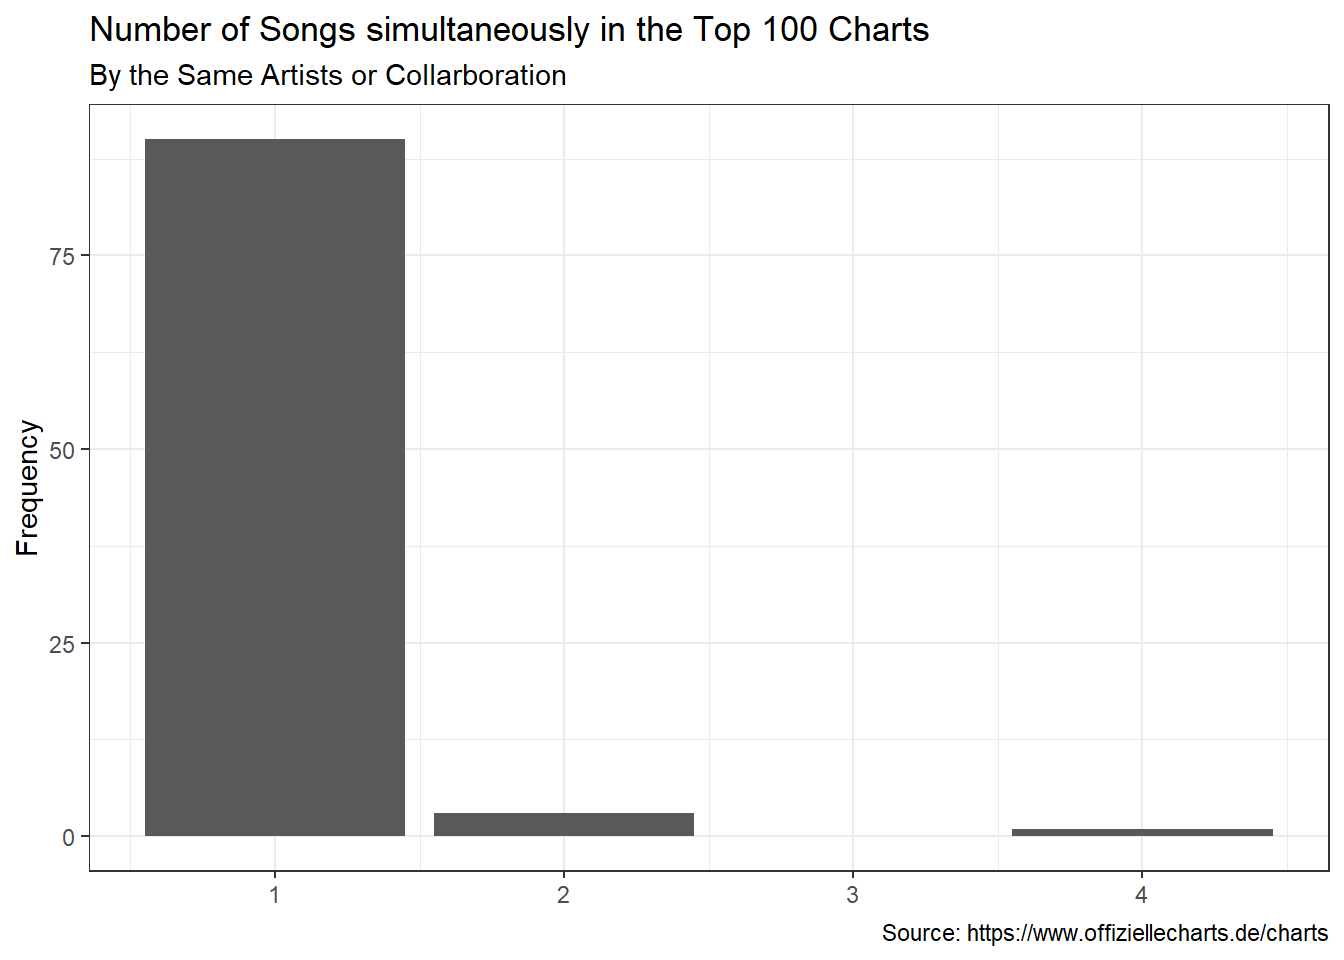 Number of Songs simultaneously in the Top 100 Charts
By the Same Artists or Collarboration
Frequency
75
50
25
0
1 2 3 4
Source: https://www.offiziellecharts.de/charts